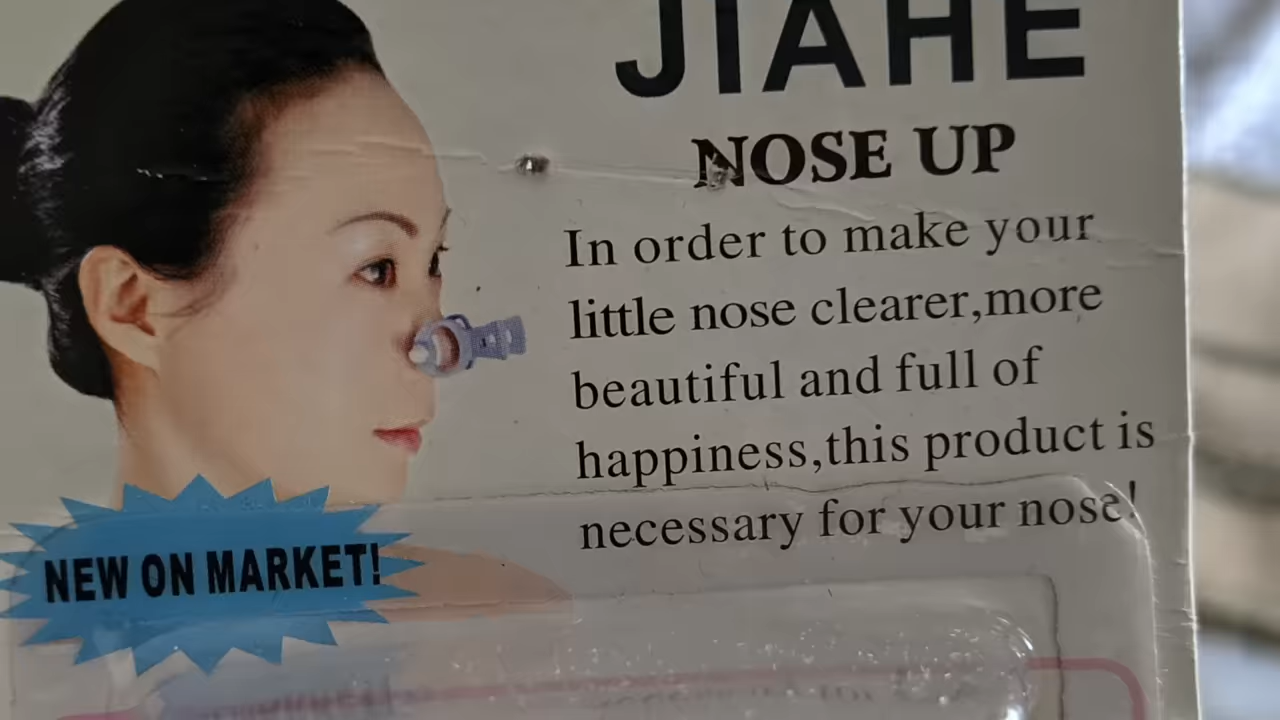 JIAHE
NOSE UP
In order to make your
little nose clearer,more
beautiful and full of
happiness,this product is
necessary for your nose!
NEW ON MARKET!